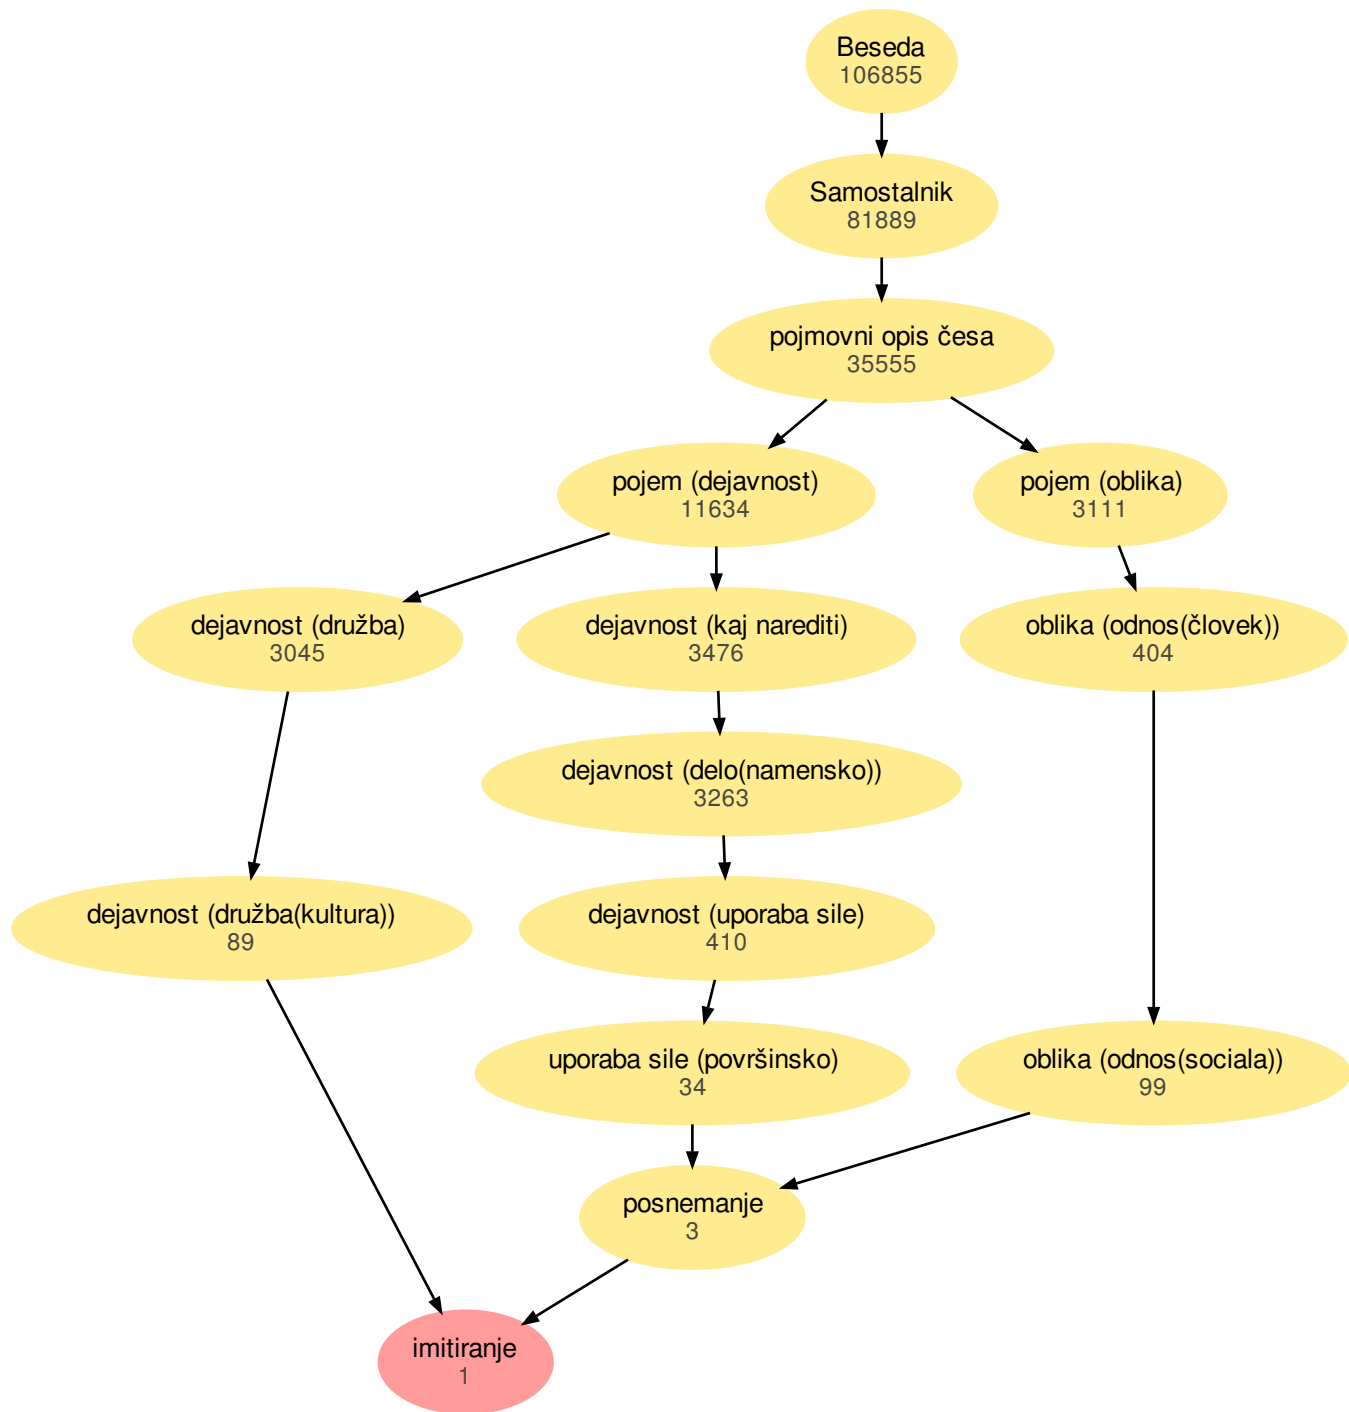 Beseda
106855
Samostalnik
81889
pojmovni opis česa
35555
pojem (dejavnost)
11634
pojem (oblika)
3111
dejavnost (družba)
3045
dejavnost (kaj narediti)
3476
oblika (odnos(človek))
404
dejavnost (delo(namensko))
3263
dejavnost (družba(kultura))
89
dejavnost (uporaba sile)
410
uporaba sile (površinsko)
34
oblika (odnos(sociala))
99
posnemanje
3
imitiranje
1